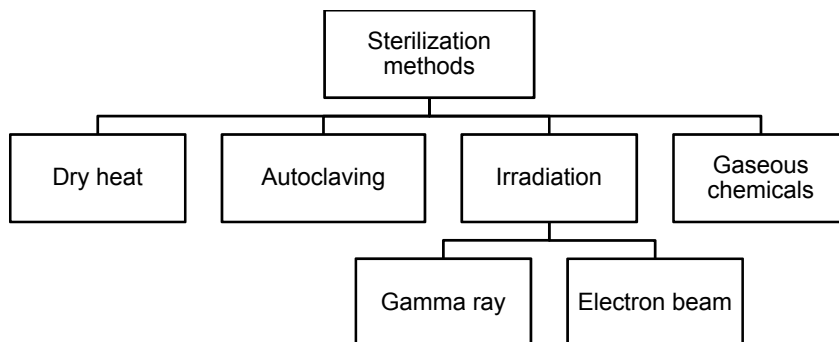 Sterilization
methods
Dry heat
Autoclaving
Irradiation
Gaseous
chemicals
Gamma ray
Electron beam